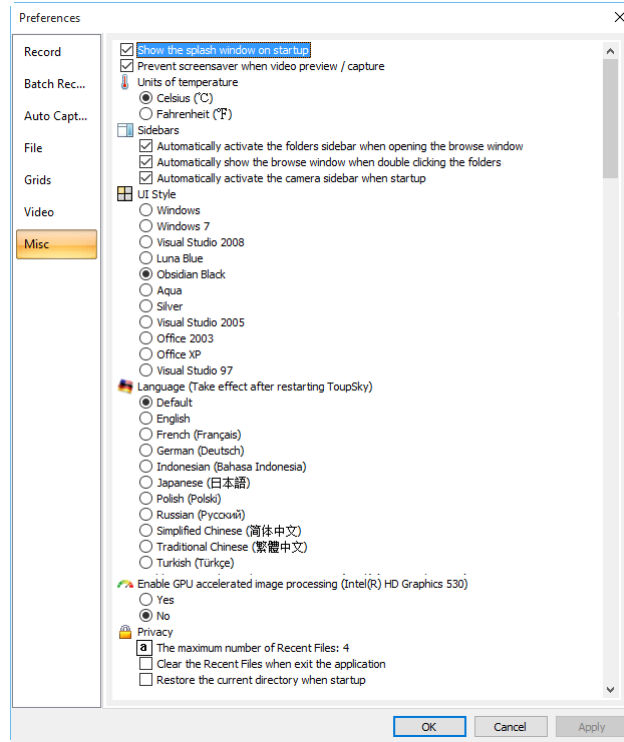 Preferences
Record
Batch Rec...
Auto Capt...
File
Grids
Video
Misc
Show the splash window on startup
Prevent screensaver when video preview / capture
Units of temperature
Celsius (℃)
Fahrenheit (℉)
Sidebars
Automatically activate the folders sidebar when opening the browse window
Automatically show the browse window when double clicking the folders
Automatically activate the camera sidebar when startup
UI Style
Windows
Windows 7
Visual Studio 2008
Luna Blue
Obsidian Black
Aqua
Silver
Visual Studio 2005
Office 2003
Office XP
Visual Studio 97
Language (Take effect after restarting ToupSky)
Default
English
French (Français)
German (Deutsch)
Indonesian (Bahasa Indonesia)
Japanese (日本語)
Polish (Polski)
Russian (Русский)
Simplified Chinese (简体中文)
Traditional Chinese (繁體中文)
Turkish (Türkçe)
Enable GPU accelerated image processing (Intel(R) HD Graphics 530)
Yes
No
Privacy
a The maximum number of Recent Files: 4
Clear the Recent Files when exit the application
Restore the current directory when startup
OK Cancel Apply